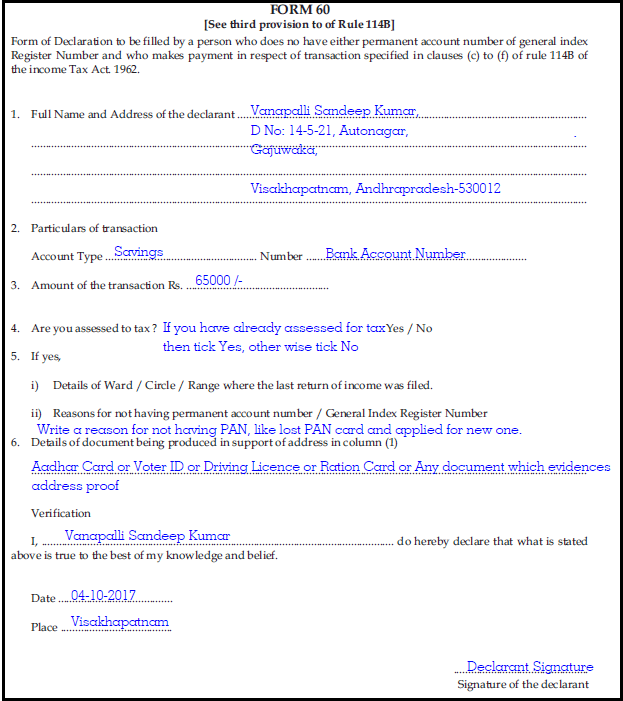 FORM 60
[See third provision to of Rule 114B]
Form of Declaration to be filled by a person who does no have either permanent account number of general index
Register Number and who makes payment in respect of transaction specified in clauses (c) to (f) of rule 114B of
the income Tax Act. 1962.
1. Full Name and Address of the declarant ....Vanapalli Sandeep Kumar,
D No: 14-5-21, Autonagar,
Gajuwaka,
Visakhapatnam, Andhrapradesh-530012
2. Particulars of transaction
Account Type ...Savings... Number ...Bank Account Number...
3. Amount of the transaction Rs. ...65000 /-...
4. Are you assessed to tax ? If you have already assessed for taxYes / No
then tick Yes, other wise tick No
5. If yes,
i) Details of Ward / Circle / Range where the last return of income was filed.
ii) Reasons for not having permanent account number / General Index Register Number
Write a reason for not having PAN, like lost PAN card and applied for new one.
6. Details of document being produced in support of address in column (1)
Aadhar Card or Voter ID or Driving Licence or Ration Card or Any document which evidences
address proof
Verification
I, ...Vanapalli Sandeep Kumar... do hereby declare that what is stated
above is true to the best of my knowledge and belief.
Date ....04-10-2017...
Place ...Visakhapatnam...
....Declarant Signature
Signature of the declarant